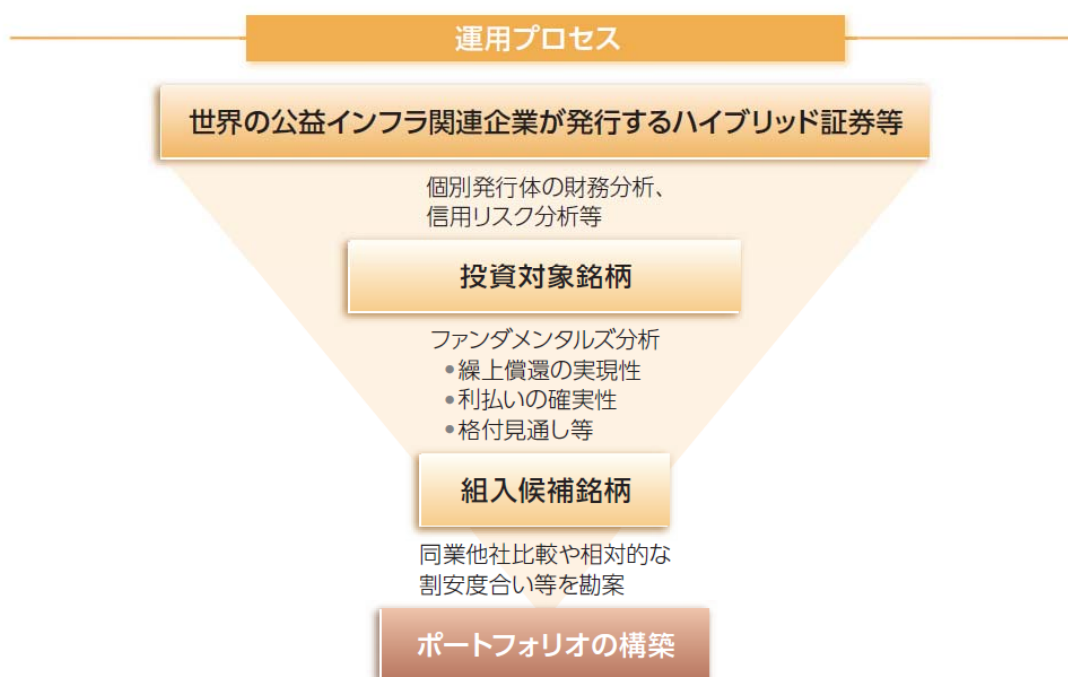 運用プロセス
世界の公益インフラ関連企業が発行するハイブリッド証券等
個別発行体の財務分析、
信用リスク分析等
投資対象銘柄
ファンダメンタルズ分析
●繰上償還の実現性
●利払いの確実性
●格付見通し等
組入候補銘柄
同業他社比較や相対的な
割安度合い等を勘案
ポートフォリオの構築